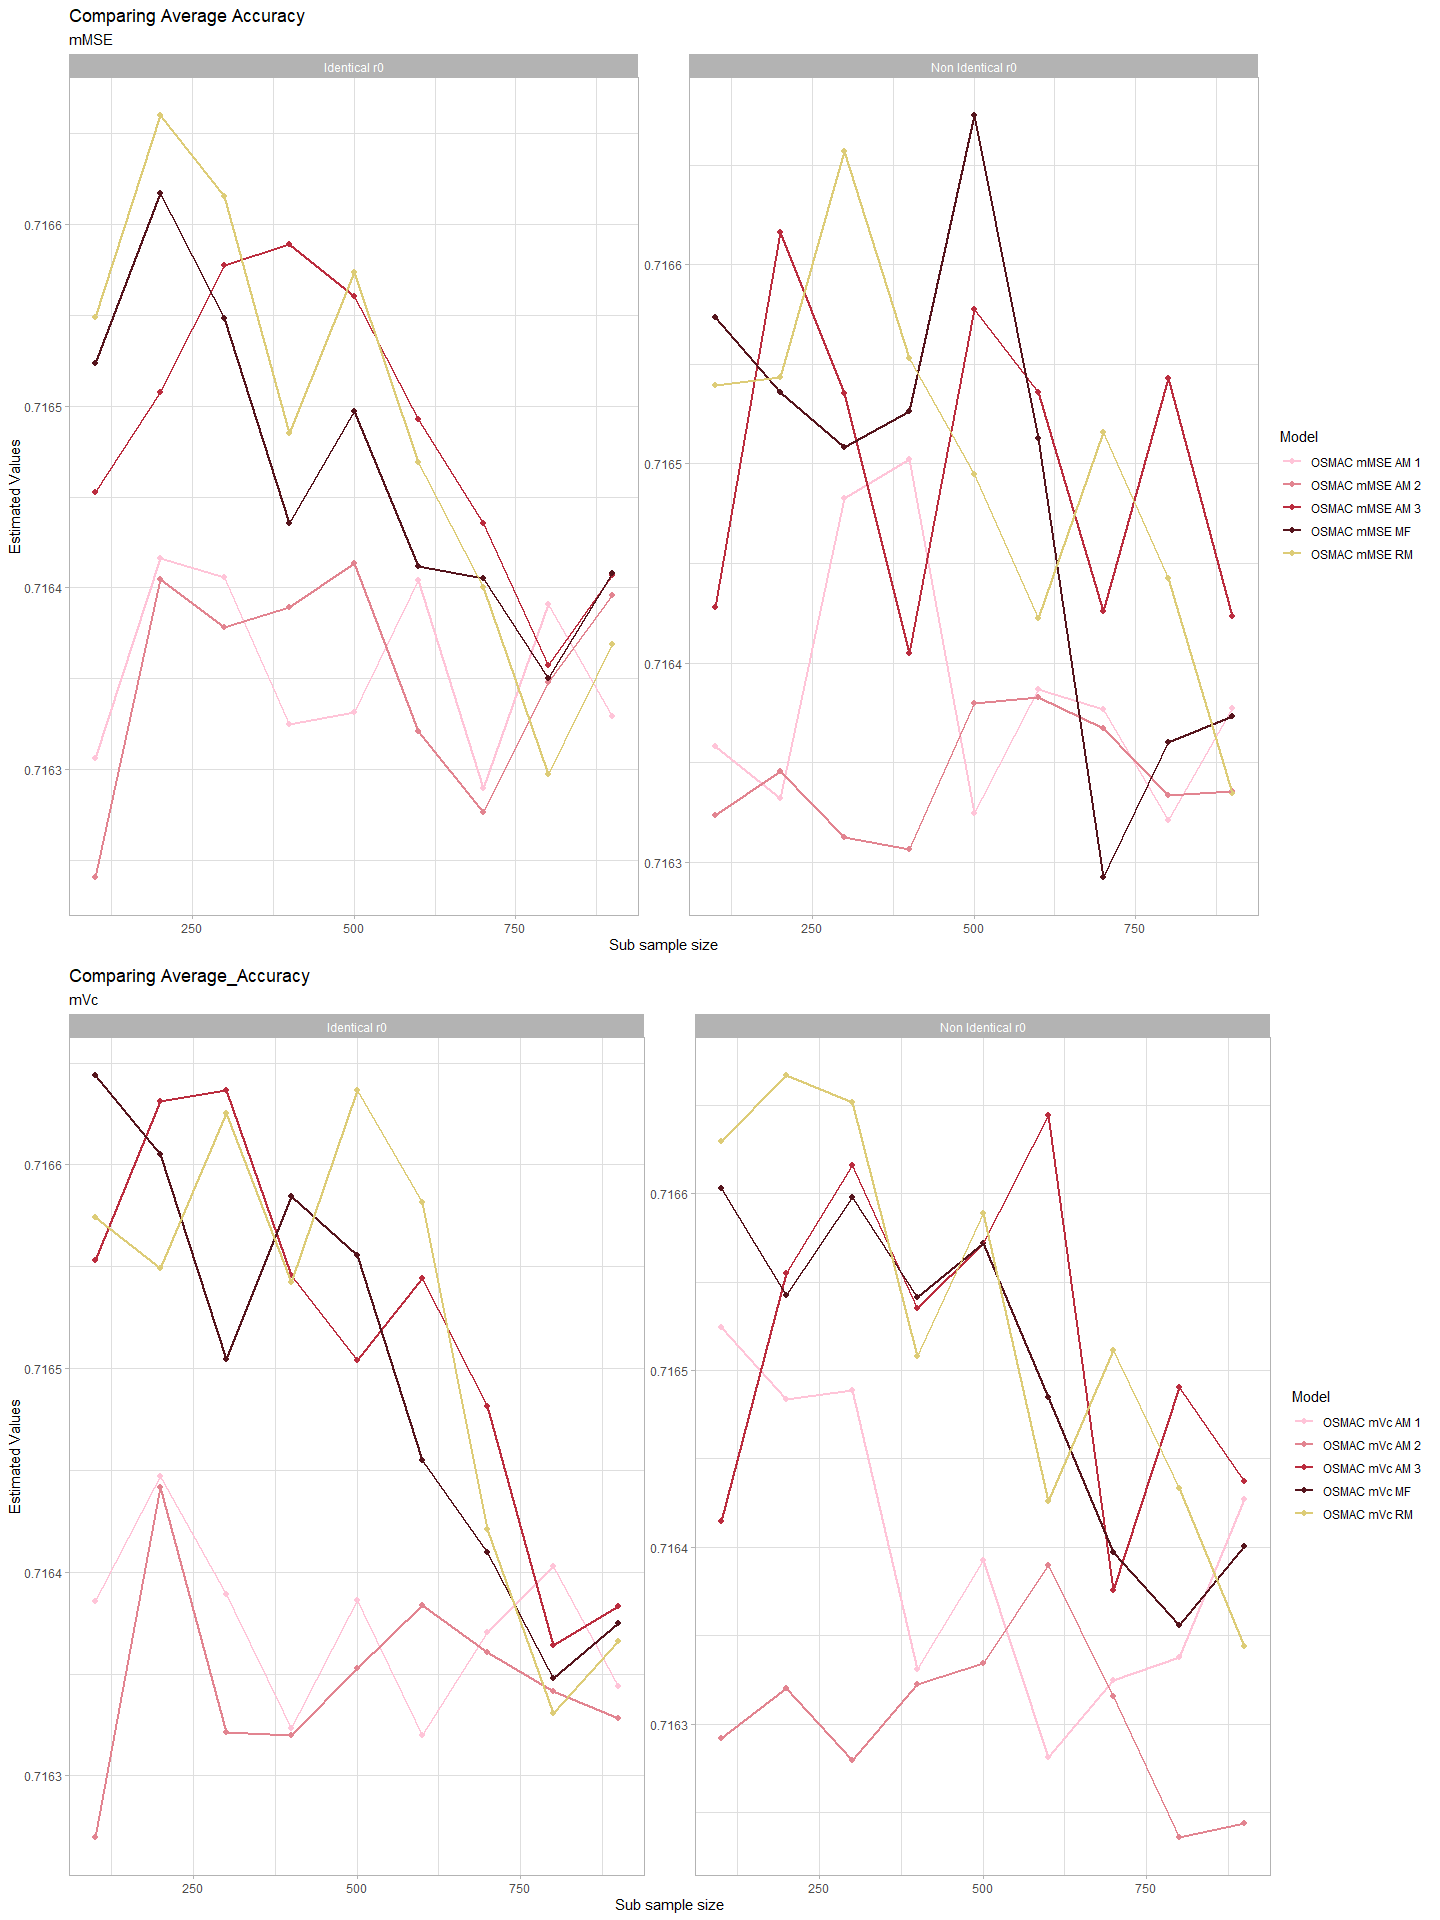 Comparing Average Accuracy
mMSE
Identical r0
Non Identical r0
Estimated Values
0.7166
0.7165
0.7164
0.7163
0.7166
0.7165
0.7164
0.7163
250
500
750
250
500
750
Sub sample size
Model
OSMAC mMSE AM 1
OSMAC mMSE AM 2
OSMAC mMSE AM 3
OSMAC mMSE MF
OSMAC mMSE RM
Comparing Average_Accuracy
mVc
Identical r0
Non Identical r0
Estimated Values
0.7166
0.7165
0.7164
0.7163
0.7166
0.7165
0.7164
0.7163
250
500
750
250
500
750
Sub sample size
Model
OSMAC mVc AM 1
OSMAC mVc AM 2
OSMAC mVc AM 3
OSMAC mVc MF
OSMAC mVc RM